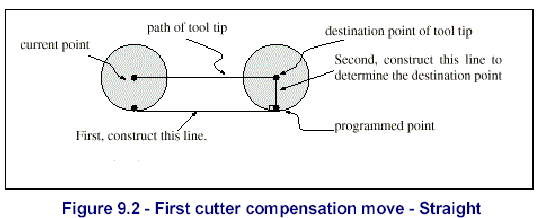 path of tool tip
destination point of tool tip
current point
Second, construct this line to
determine the destination point
programmed point
First, construct this line.
Figure 9.2 - First cutter compensation move - Straight